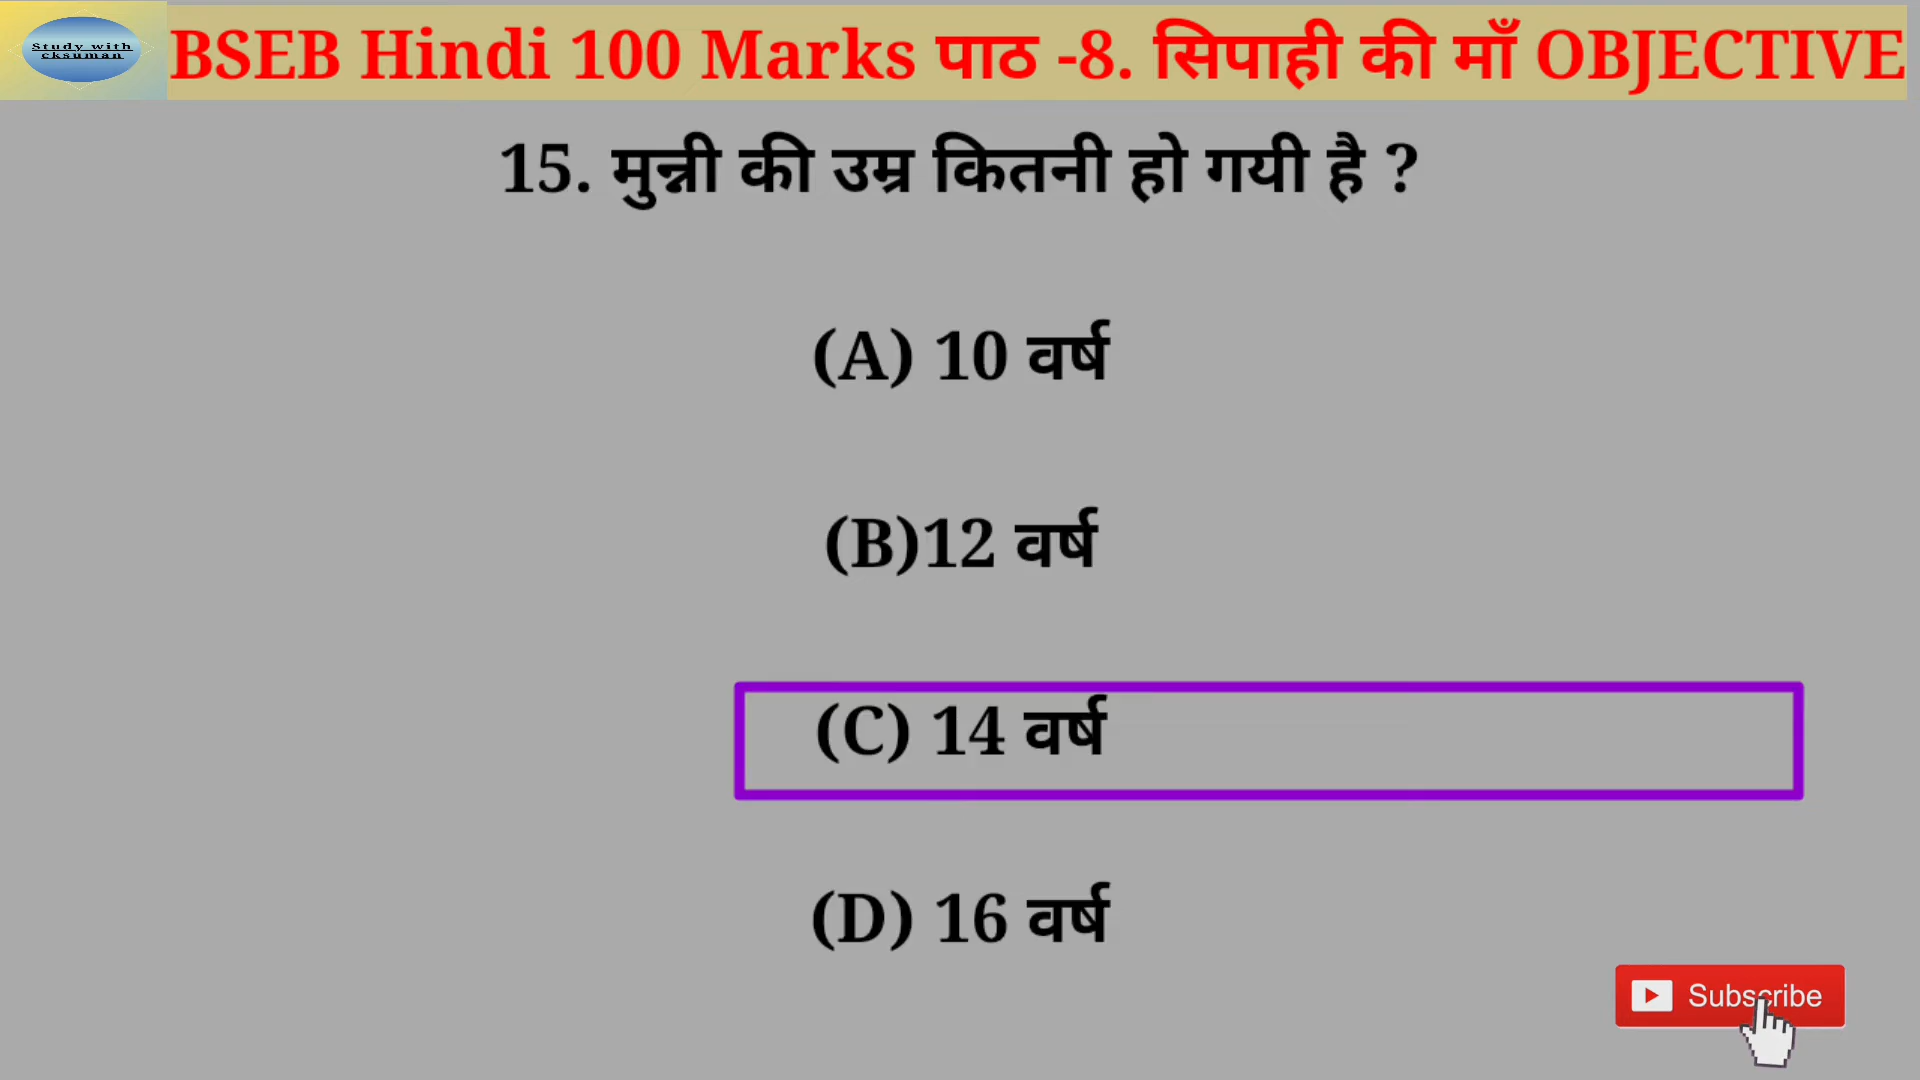 Study with
cksuman
BSEB Hindi 100 Marks पाठ -8. सिपाही की माँ OBJECTIVE
15. मुन्नी की उम्र कितनी हो गयी है ?
(A) 10 वर्ष
(B)12 वर्ष
(C) 14 वर्ष
(D) 16 वर्ष
Subscribe